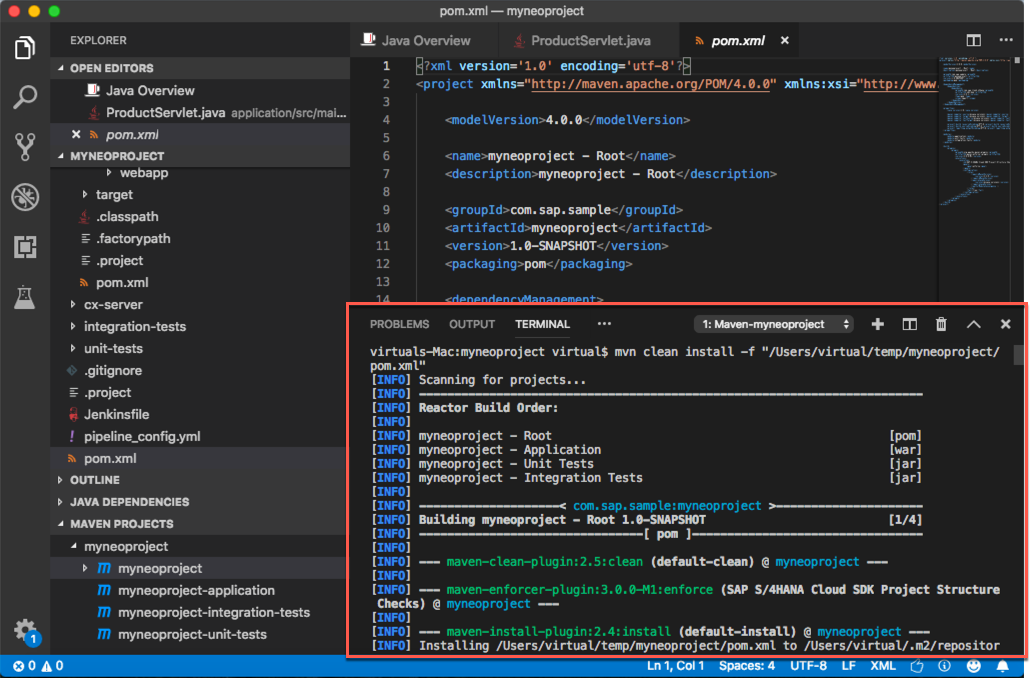 pom.xml — myneoproject
EXPLORER
OPEN EDITORS
Java Overview
ProductServlet.java application/src/mai...
pom.xml
MYNEOPROJECT
webapp
target
.classpath
.factorypath
.project
pom.xml
cx-server
integration-tests
unit-tests
.gitignore
.project
Jenkinsfile
! pipeline_config.yml
pom.xml
OUTLINE
JAVA DEPENDENCIES
MAVEN PROJECTS
myneoproject
m myneoproject
m myneoproject-application
m myneoproject-integration-tests
m myneoproject-unit-tests
1
Java Overview
ProductServlet.java
pom.xml
1 <?xml version='1.0' encoding='utf-8'?>
2 <project xmlns="http://maven.apache.org/POM/4.0.0" xmlns:xsi="http://www.
3
4 <modelVersion>4.0.0</modelVersion>
5
6 <name>myneoproject - Root</name>
7 <description>myneoproject - Root</description>
8
9 <groupId>com.sap.sample</groupId>
10 <artifactId>myneoproject</artifactId>
11 <version>1.0-SNAPSHOT</version>
12 <packaging>pom</packaging>
13
14 <dependencyManagement>
PROBLEMS OUTPUT TERMINAL ···
1: Maven-myneoproject
virtuals-Mac:myneoproject virtual$ mvn clean install -f "/Users/virtual/temp/myneoproject/
pom.xml"
[INFO] Scanning for projects...
[INFO] ------------------------------------------------------------------------
[INFO] Reactor Build Order:
[INFO]
[INFO] myneoproject - Root [pom]
[INFO] myneoproject - Application [war]
[INFO] myneoproject - Unit Tests [jar]
[INFO] myneoproject - Integration Tests [jar]
[INFO]
[INFO] --------------------< com.sap.sample:myneoproject >---------------------
[INFO] Building myneoproject - Root 1.0-SNAPSHOT [1/4]
[INFO] --------------------------------[ pom ]---------------------------------
[INFO]
[INFO] --- maven-clean-plugin:2.5:clean (default-clean) @ myneoproject ---
[INFO]
[INFO] --- maven-enforcer-plugin:3.0.0-M1:enforce (SAP S/4HANA Cloud SDK Project Structure
Checks) @ myneoproject ---
[INFO]
[INFO] --- maven-install-plugin:2.4:install (default-install) @ myneoproject ---
[INFO] Installing /Users/virtual/temp/myneoproject/pom.xml to /Users/virtual/.m2/repositor
0 0
Ln 1, Col 1 Spaces: 4 UTF-8 LF XML